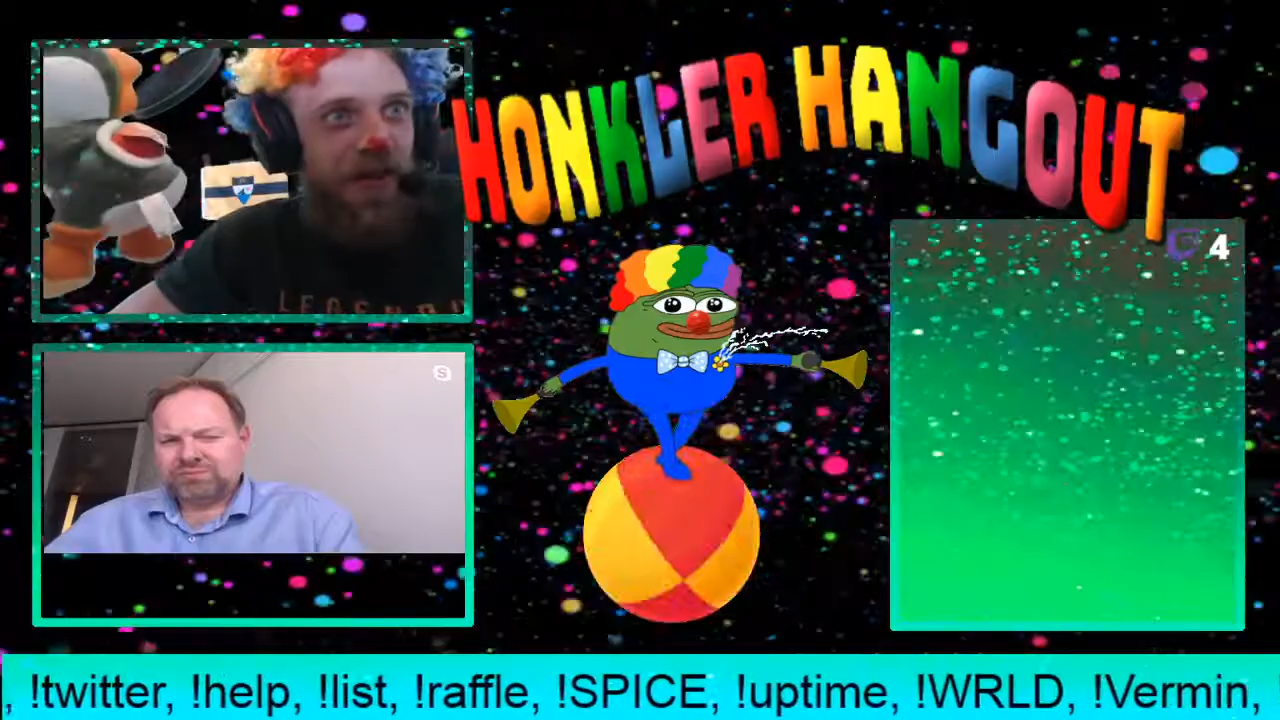 HONKLER HANGOUT
S
4
, !twitter, !help, !list, !raffle, !SPICE, !uptime, !WRLD, !Vermin,